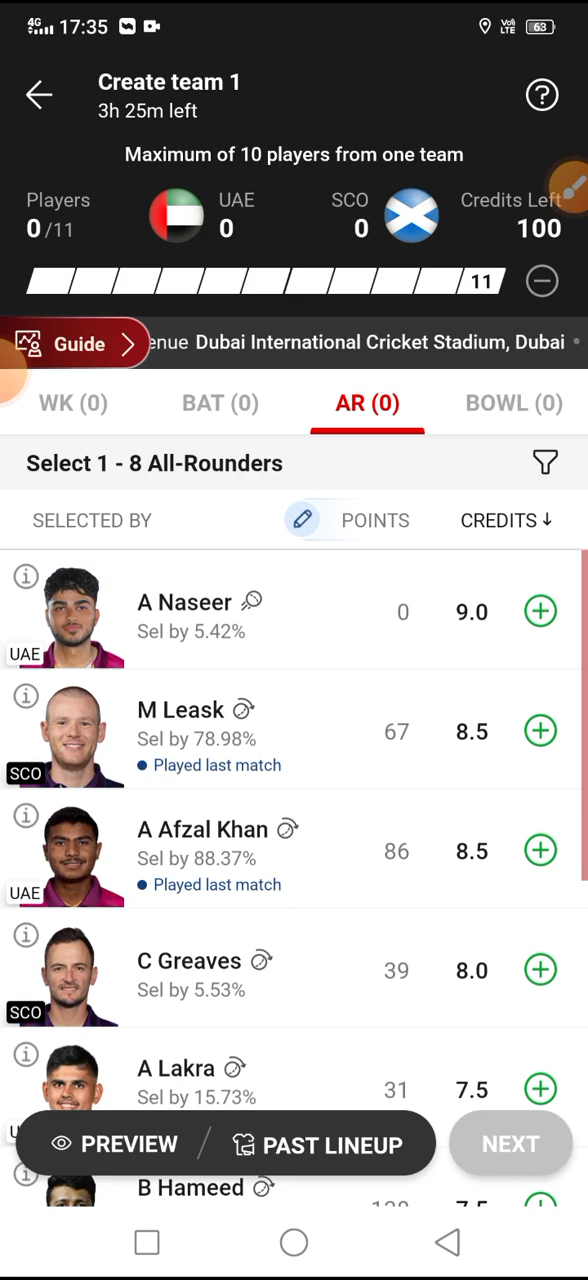 4G 17:35 Vo) LTE 63
Create team 1
3h 25m left
Maximum of 10 players from one team
Players UAE SCO Credits Left
0/11 0 0 100
11
Guide enue Dubai International Cricket Stadium, Dubai •
WK (0) BAT (0) AR (0) BOWL (0)
Select 1 - 8 All-Rounders
SELECTED BY POINTS CREDITS↓
A Naseer 0 9.0
Sel by 5.42%
UAE
M Leask 67 8.5
Sel by 78.98%
• Played last match
SCO
A Afzal Khan 86 8.5
Sel by 88.37%
• Played last match
UAE
C Greaves 39 8.0
Sel by 5.53%
SCO
A Lakra 31 7.5
Sel by 15.73%
U
PREVIEW / PAST LINEUP NEXT
B Hameed